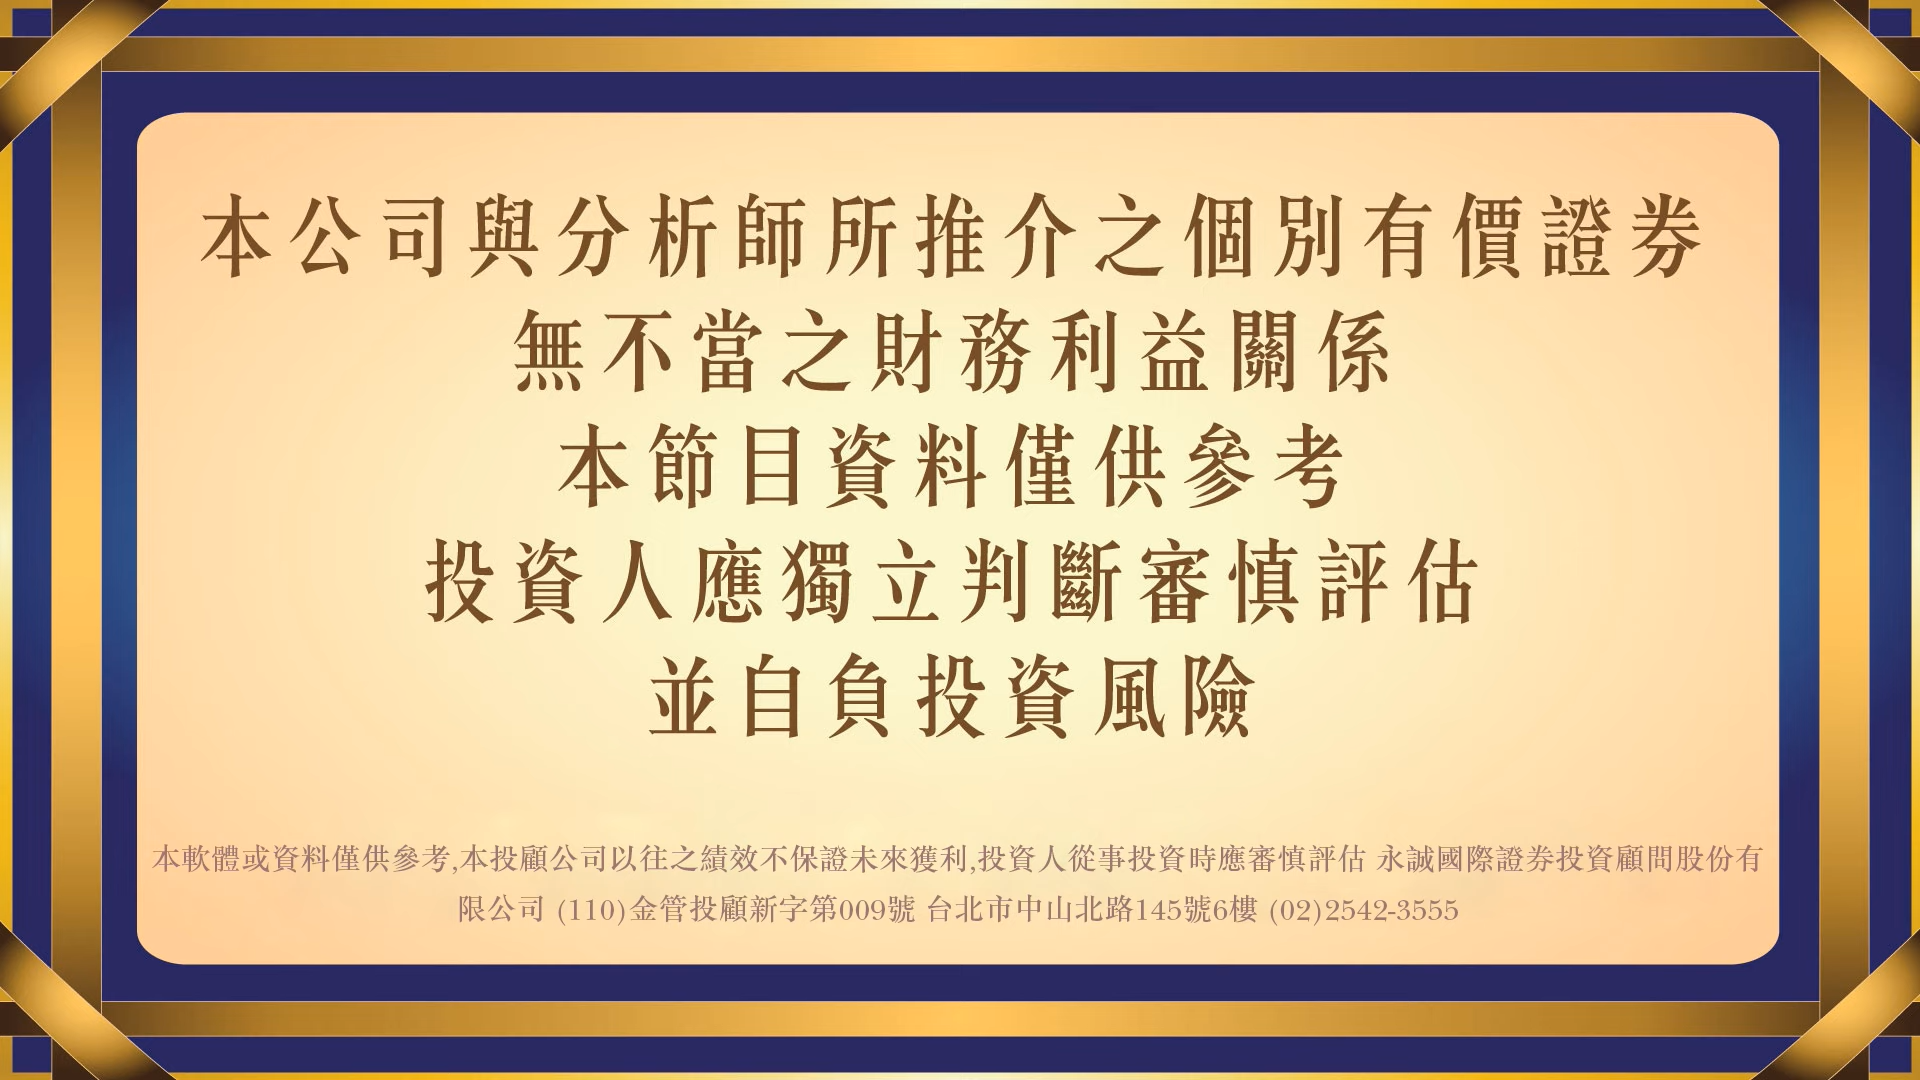 本公司與分析師所推介之個別有價證券
無不當之財務利益關係
本節目資料僅供參考
投資人應獨立判斷審慎評估
並自負投資風險
本軟體或資料僅供參考,本投顧公司以往之績效不保證未來獲利,投資人從事投資時應審慎評估 永誠國際證券投資顧問股份有
限公司 (110)金管投顧新字第009號 台北市中山北路145號6樓 (02)2542-3555